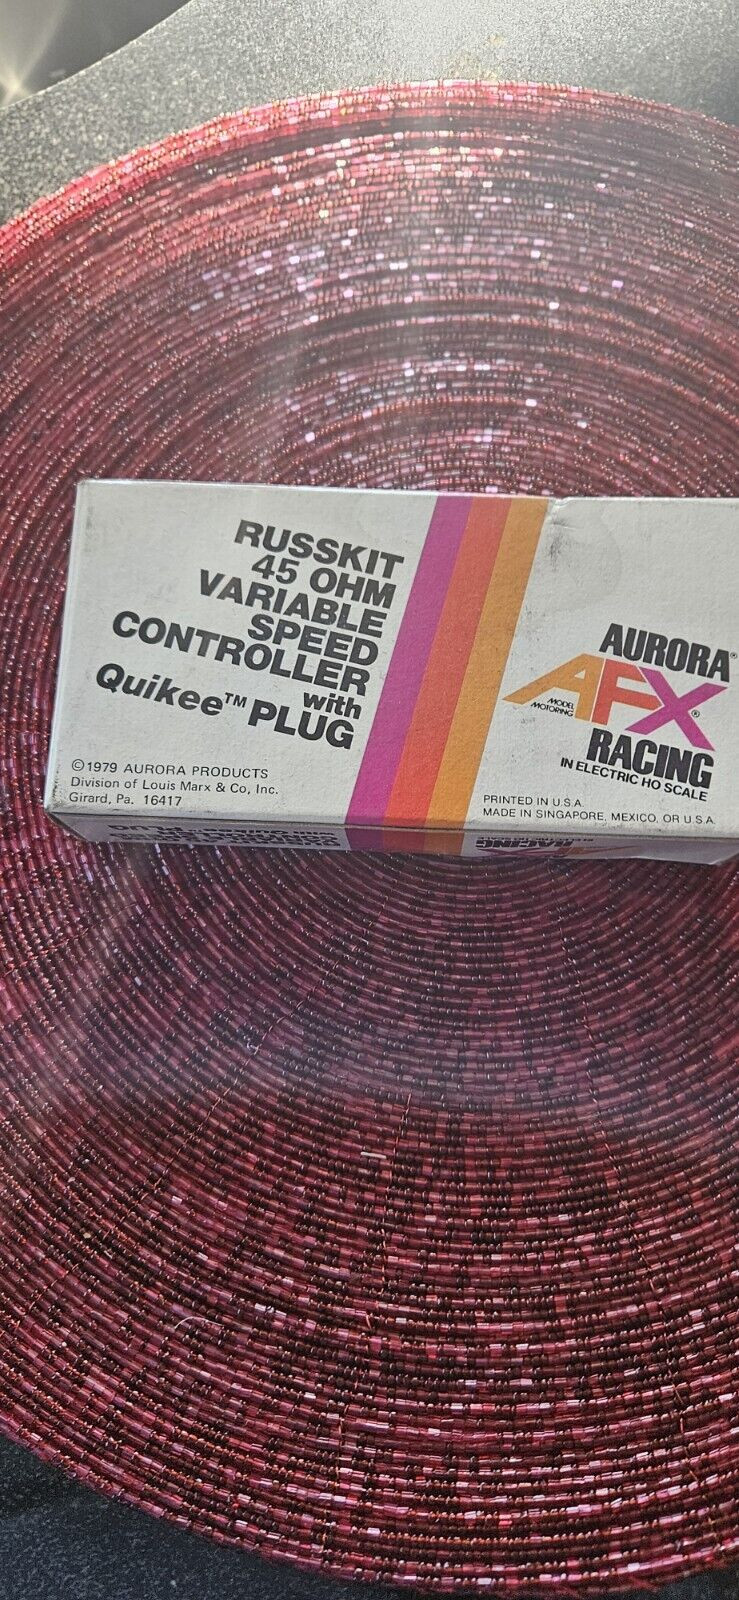 RUSSKIT
45 OHM
VARIABLE
SPEED
CONTROLLER
with
Quikee™ PLUG
©1979 AURORA PRODUCTS
Division of Louis Marx & Co, Inc.
Girard, Pa. 16417
AURORA®
AFX®
MODEL
MOTORING
RACING
IN ELECTRIC HO SCALE
PRINTED IN U.S.A.
MADE IN SINGAPORE, MEXICO, OR U.S.A.